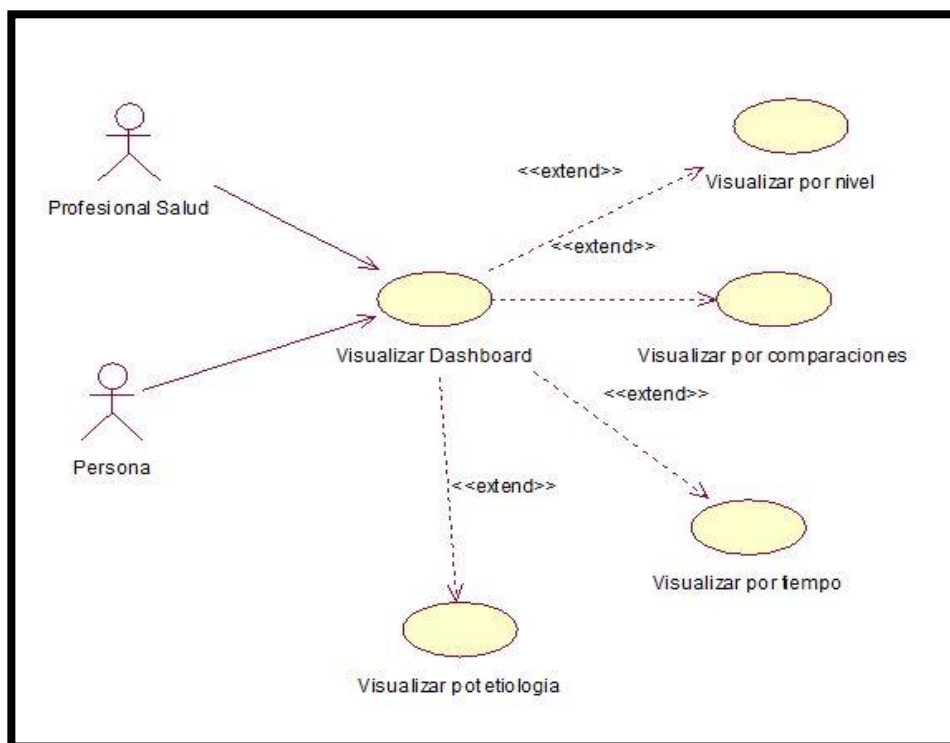 Profesional Salud
<<extend>>
Visualizar por nivel
<<extend>>
Visualizar Dashboard
Visualizar por comparaciones
<<extend>>
Persona
<<extend>>
Visualizar por tiempo
Visualizar pot etiologia